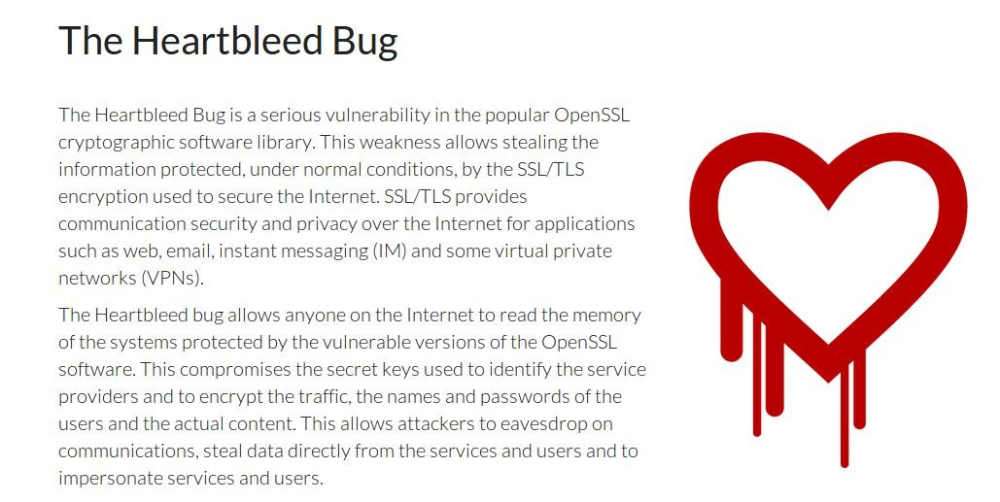 The Heartbleed Bug
The Heartbleed Bug is a serious vulnerability in the popular OpenSSL
cryptographic software library. This weakness allows stealing the
information protected, under normal conditions, by the SSL/TLS
encryption used to secure the Internet. SSL/TLS provides
communication security and privacy over the Internet for applications
such as web, email, instant messaging (IM) and some virtual private
networks (VPNs).
The Heartbleed bug allows anyone on the Internet to read the memory
of the systems protected by the vulnerable versions of the OpenSSL
software. This compromises the secret keys used to identify the service
providers and to encrypt the traffic, the names and passwords of the
users and the actual content. This allows attackers to eavesdrop on
communications, steal data directly from the services and users and to
impersonate services and users.